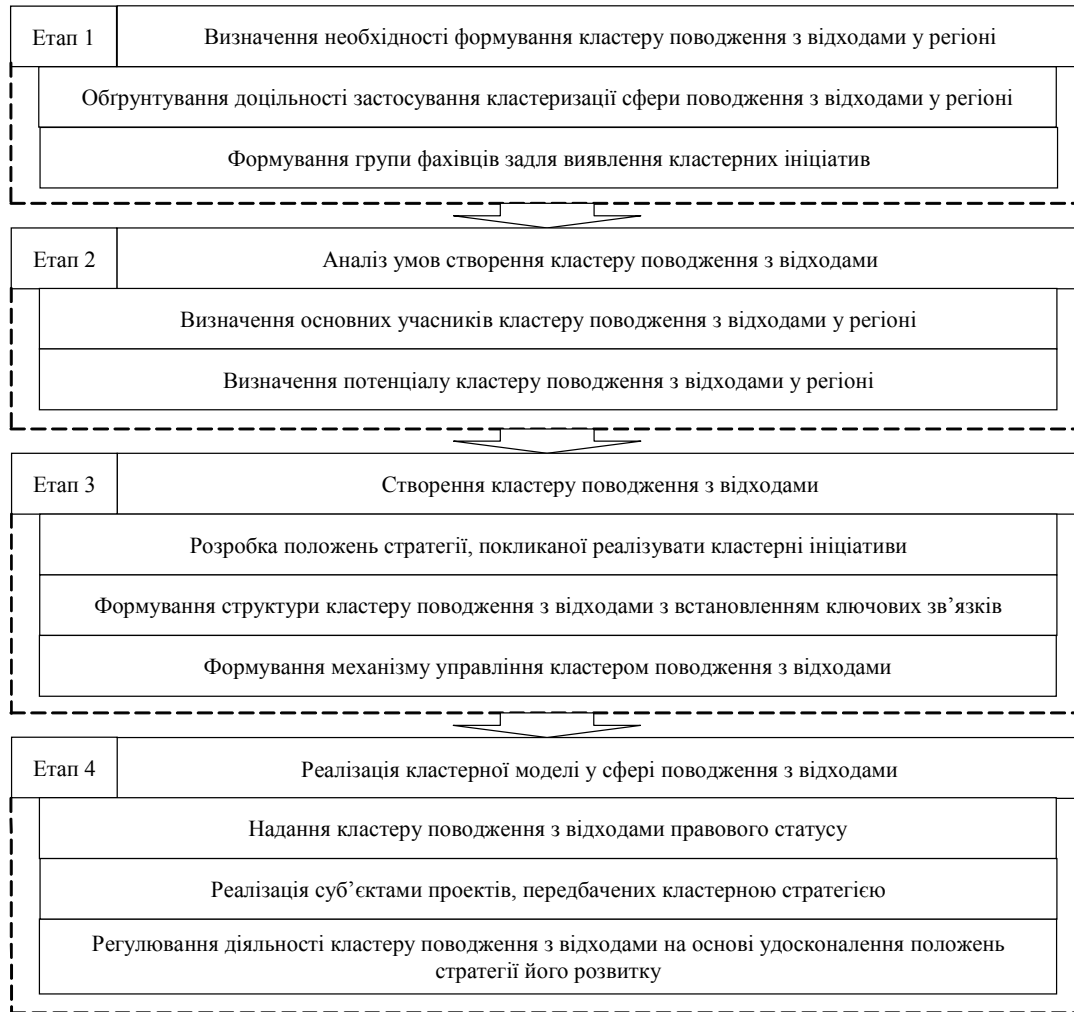 Етап 1
Визначення необхідності формування кластеру поводження з відходами у регіоні
Обґрунтування доцільності застосування кластеризації сфери поводження з відходами у регіоні
Формування групи фахівців задля виявлення кластерних ініціатив
Етап 2
Аналіз умов створення кластеру поводження з відходами
Визначення основних учасників кластеру поводження з відходами у регіоні
Визначення потенціалу кластеру поводження з відходами у регіоні
Етап 3
Створення кластеру поводження з відходами
Розробка положень стратегії, покликаної реалізувати кластерні ініціативи
Формування структури кластеру поводження з відходами з встановленням ключових зв’язків
Формування механізму управління кластером поводження з відходами
Етап 4
Реалізація кластерної моделі у сфері поводження з відходами
Надання кластеру поводження з відходами правового статусу
Реалізація суб’єктами проектів, передбачених кластерною стратегією
Регулювання діяльності кластеру поводження з відходами на основі удосконалення положень
стратегії його розвитку